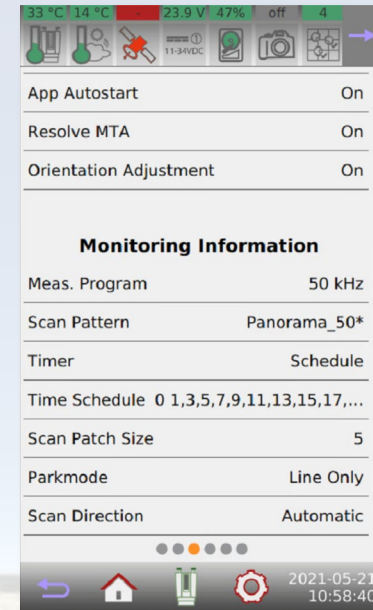 33 °C 14 °C - 23.9 V 47% off 4
11-34VDC
App Autostart On
Resolve MTA On
Orientation Adjustment On
Monitoring Information
Meas. Program 50 kHz
Scan Pattern Panorama_50*
Timer Schedule
Time Schedule 0 1,3,5,7,9,11,13,15,17,...
Scan Patch Size 5
Parkmode Line Only
Scan Direction Automatic
2021-05-21
10:58:40